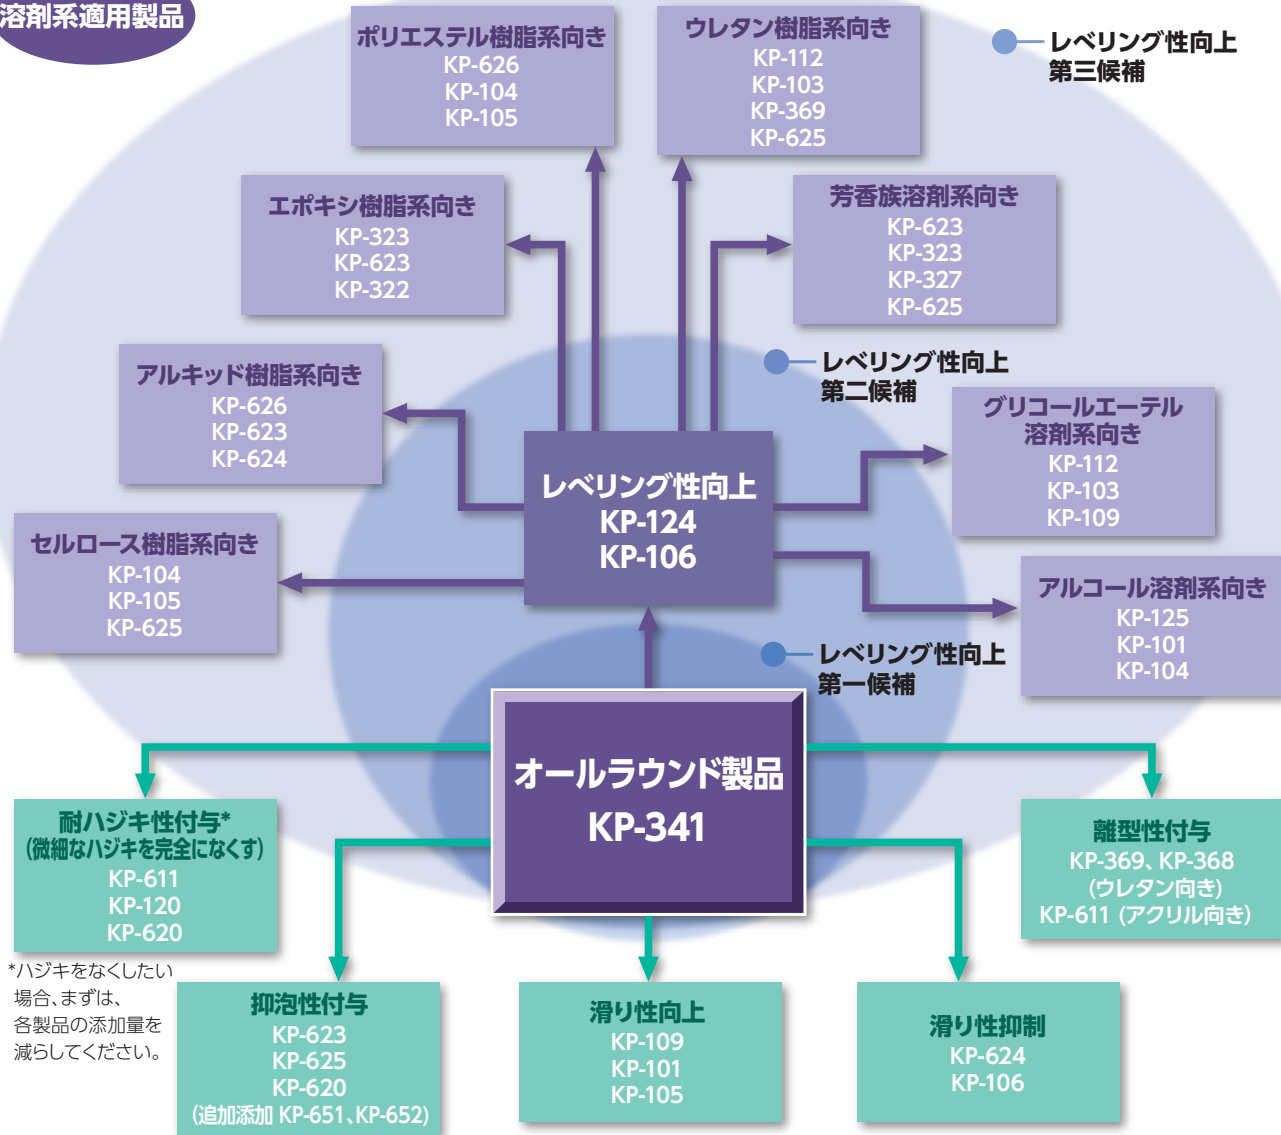 溶剤系適用製品
ポリエステル樹脂系向き
KP-626
KP-104
KP-105
ウレタン樹脂系向き
KP-112
KP-103
KP-369
KP-625
レベリング性向上
第三候補
エポキシ樹脂系向き
KP-323
KP-623
KP-322
芳香族溶剤系向き
KP-623
KP-323
KP-327
KP-625
レベリング性向上
第二候補
アルキッド樹脂系向き
KP-626
KP-623
KP-624
グリコールエーテル
溶剤系向き
KP-112
KP-103
KP-109
レベリング性向上
KP-124
KP-106
セルロース樹脂系向き
KP-104
KP-105
KP-625
アルコール溶剤系向き
KP-125
KP-101
KP-104
レベリング性向上
第一候補
オールラウンド製品
KP-341
耐ハジキ性付与*
(微細なハジキを完全になくす)
KP-611
KP-120
KP-620
*ハジキをなくしたい
場合、まずは、
各製品の添加量を
減らしてください。
離型性付与
KP-369、KP-368
(ウレタン向き)
KP-611 (アクリル向き)
抑泡性付与
KP-623
KP-625
KP-620
(追加添加 KP-651、KP-652)
滑り性向上
KP-109
KP-101
KP-105
滑り性抑制
KP-624
KP-106